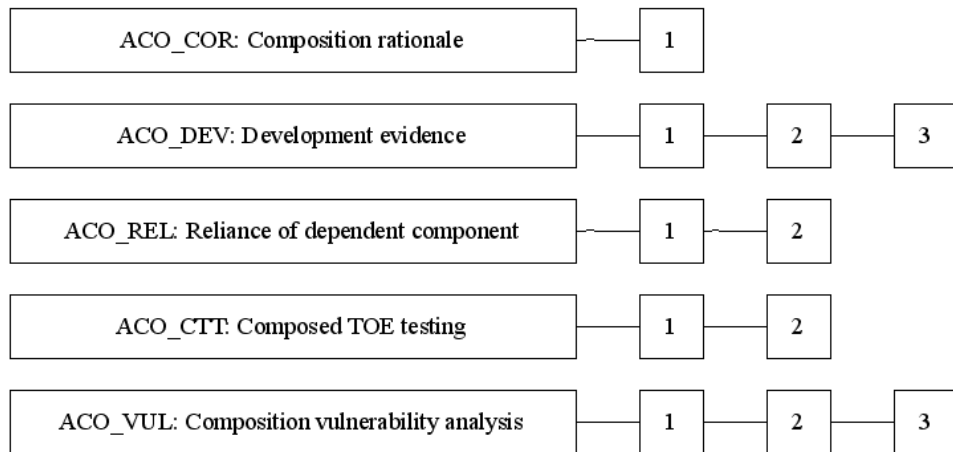 ACO_COR: Composition rationale 1
ACO_DEV: Development evidence 1 2 3
ACO_REL: Reliance of dependent component 1 2
ACO_CTT: Composed TOE testing 1 2
ACO_VUL: Composition vulnerability analysis 1 2 3